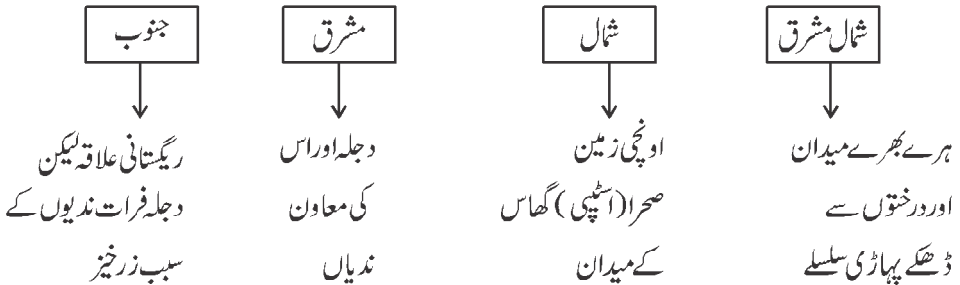 شمال مشرق
ہرے بھرے میدان
اور درختوں سے
ڈھکے پہاڑی سلسلے
شمال
اونچی زمین
صحرا (اسٹیپی) گھاس
کے میدان
مشرق
دجلہ اور اس
کی معاون
ندیاں
جنوب
ریگستانی علاقہ لیکن
دجلہ فرات ندیوں کے
سبب زرخیز